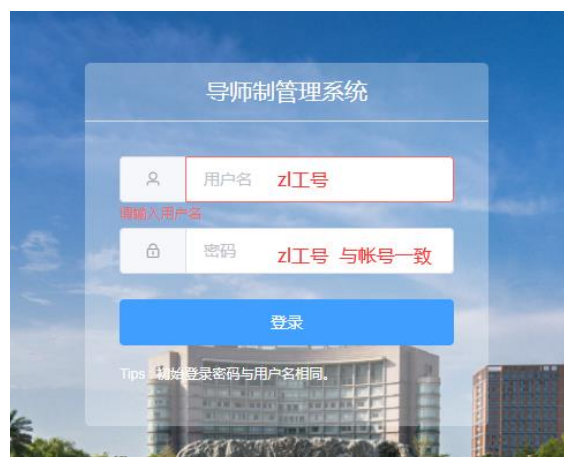 导师制管理系统
用户名 zl工号
请输入用户名
密码 zl工号 与帐号一致
登录
Tips : 初始登录密码与用户名相同。